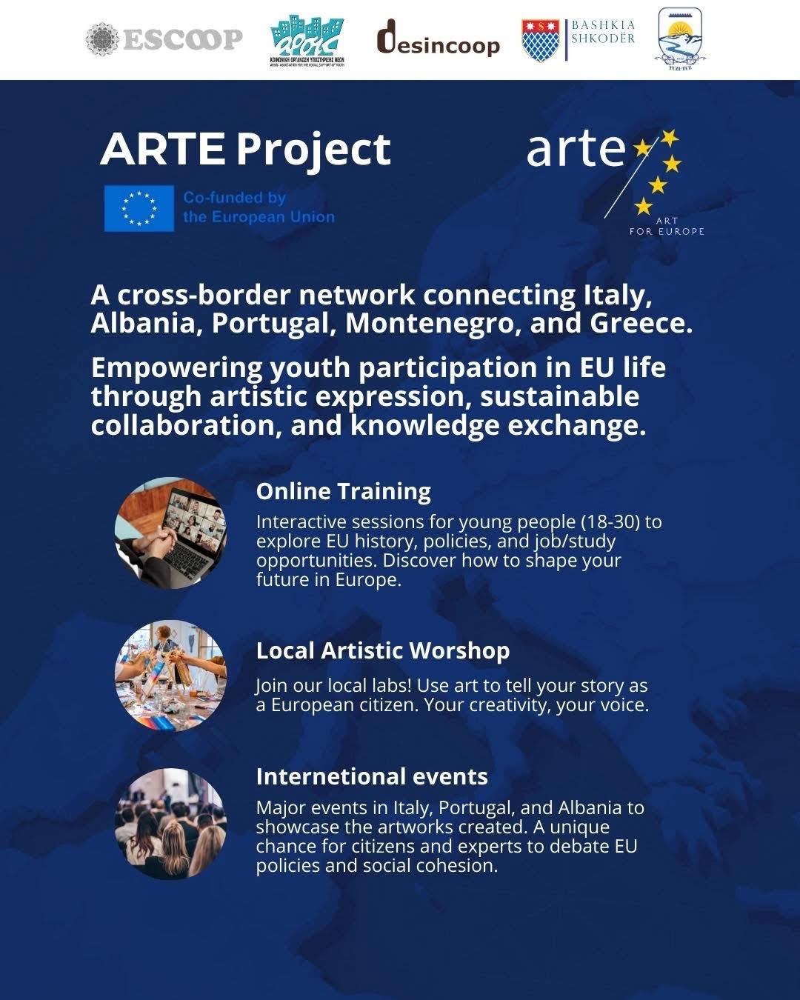 ESCOOP
άρσις
ΚΟΙΝΩΝΙΚΗ ΟΡΓΑΝΩΣΗ ΥΠΟΣΤΗΡΙΞΗΣ ΝΕΩΝ
ARSIS - ASSOCIATION FOR THE SOCIAL SUPPORT OF YOUTH
desincoop
S
BASHKIA
SHKODËR
TUZI/TUZ
ARTE Project
arte
Co-funded by
the European Union
ART
FOR EUROPE
A cross-border network connecting Italy,
Albania, Portugal, Montenegro, and Greece.
Empowering youth participation in EU life
through artistic expression, sustainable
collaboration, and knowledge exchange.
Online Training
Interactive sessions for young people (18-30) to
explore EU history, policies, and job/study
opportunities. Discover how to shape your
future in Europe.
Local Artistic Worshop
Join our local labs! Use art to tell your story as
a European citizen. Your creativity, your voice.
Internetional events
Major events in Italy, Portugal, and Albania to
showcase the artworks created. A unique
chance for citizens and experts to debate EU
policies and social cohesion.